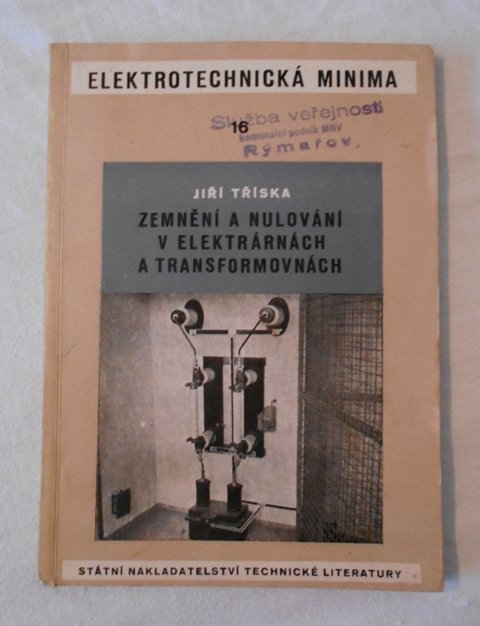 ELEKTROTECHNICKÁ MINIMA
16
Služba veřejnosti
komunální podnik MNV
Rýmařov.
JIŘÍ TŘÍSKA
ZEMNĚNÍ A NULOVÁNÍ
V ELEKTRÁRNÁCH
A TRANSFORMOVNÁCH
STÁTNÍ NAKLADATELSTVÍ TECHNICKÉ LITERATURY